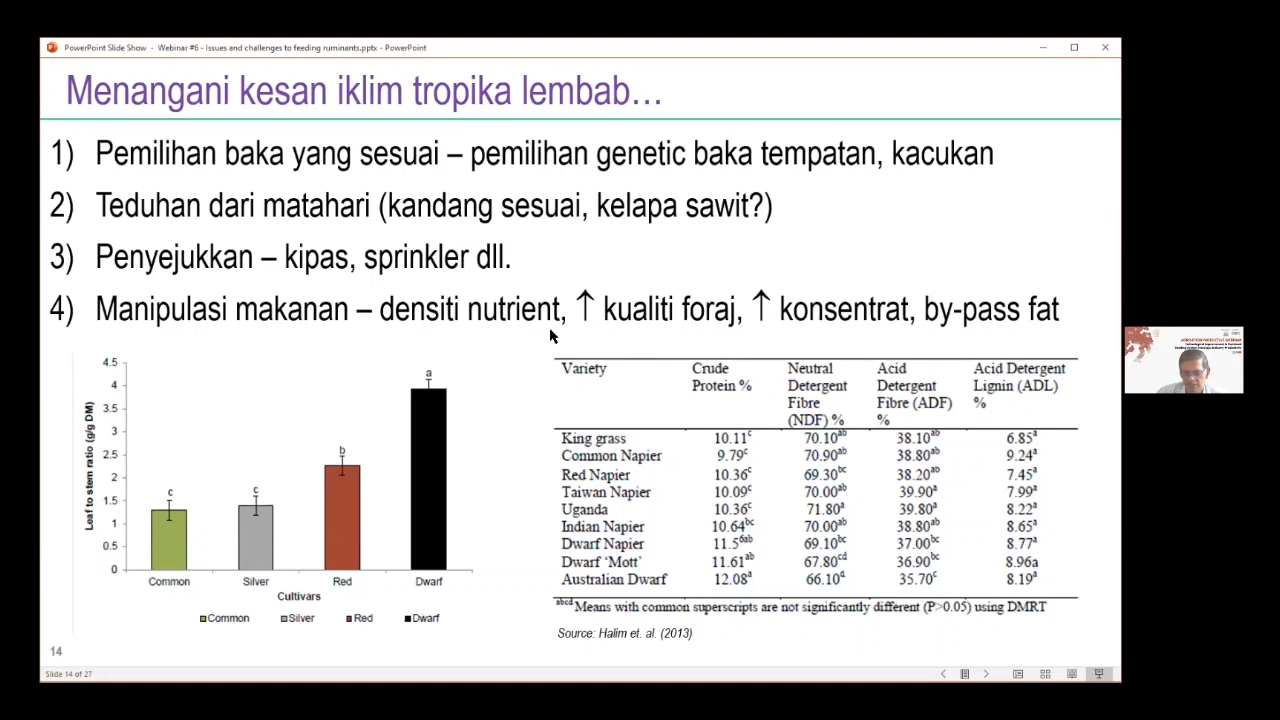 PowerPoint Slide Show - Webinar #6 - Issues and challenges to feeding ruminants.pptx - PowerPoint
Menangani kesan iklim tropika lembab…
1) Pemilihan baka yang sesuai – pemilihan genetic baka tempatan, kacukan
2) Teduhan dari matahari (kandang sesuai, kelapa sawit?)
3) Penyejukkan – kipas, sprinkler dll.
4) Manipulasi makanan – densiti nutrient, ↑ kualiti foraj, ↑ konsentrat, by-pass fat
Leaf to stem ratio (g/g DM)
4.5
4
3.5
3
2.5
2
1.5
1
0.5
0
c
c
b
a
Common Silver Red Dwarf
Cultivars
Common Silver Red Dwarf
Variety Crude Protein % Neutral Detergent Fibre (NDF) % Acid Detergent Fibre (ADF) % Acid Detergent Lignin (ADL) %
King grass 10.11c 70.10ab 38.10ab 6.85a
Common Napier 9.79c 70.90ab 38.80ab 9.24a
Red Napier 10.36c 69.30bc 38.20ab 7.45a
Taiwan Napier 10.09c 70.00ab 39.90a 7.99a
Uganda 10.36c 71.80a 39.80a 8.22a
Indian Napier 10.64bc 70.00ab 38.80ab 8.65a
Dwarf Napier 11.56ab 69.10bc 37.00bc 8.77a
Dwarf ‘Mott’ 11.61ab 67.80cd 36.90bc 8.96a
Australian Dwarf 12.08a 66.10d 35.70c 8.19a
abcd Means with common superscripts are not significantly different (P>0.05) using DMRT
Source: Halim et. al. (2013)
14
Slide 14 of 27